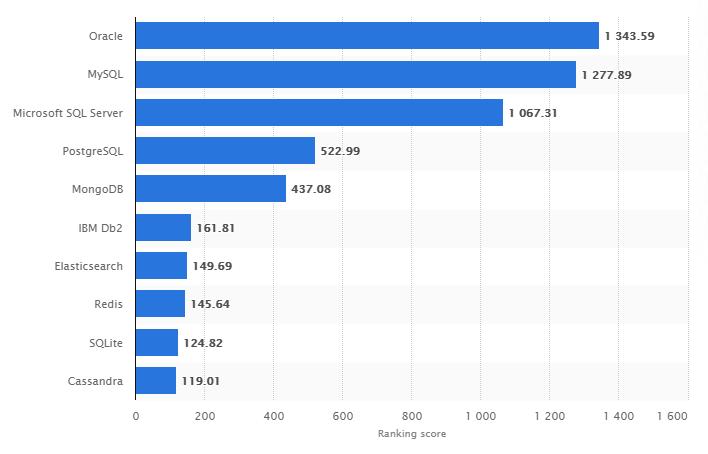 Oracle 1 343.59
MySQL 1 277.89
Microsoft SQL Server 1 067.31
PostgreSQL 522.99
MongoDB 437.08
IBM Db2 161.81
Elasticsearch 149.69
Redis 145.64
SQLite 124.82
Cassandra 119.01
0 200 400 600 800 1 000 1 200 1 400 1 600
Ranking score